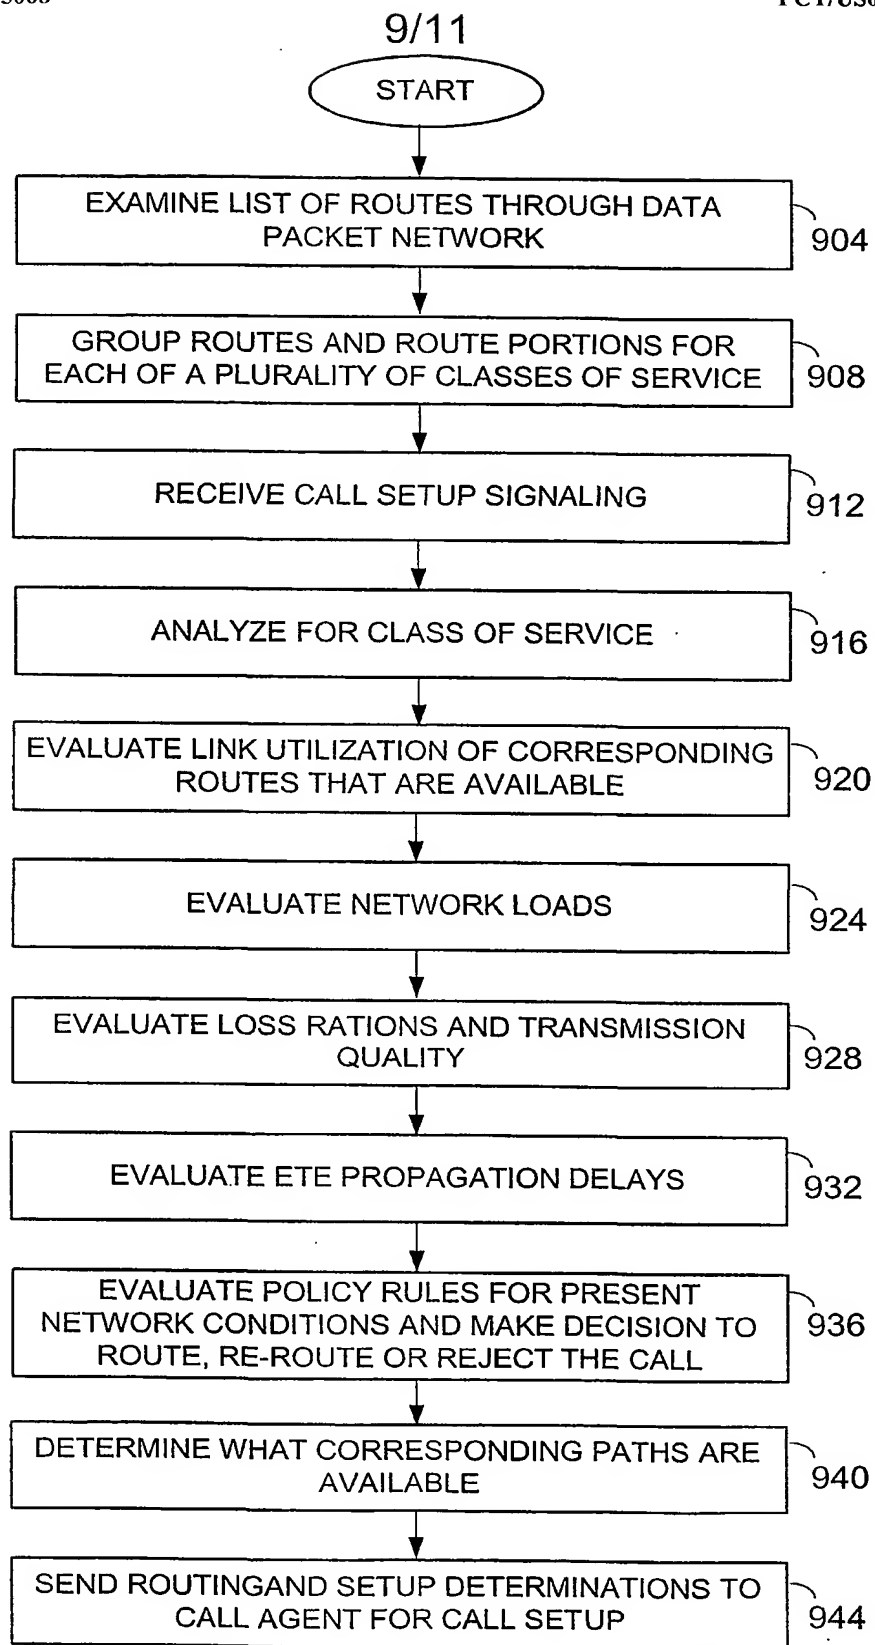 9/11
START
EXAMINE LIST OF ROUTES THROUGH DATA
PACKET NETWORK
904
GROUP ROUTES AND ROUTE PORTIONS FOR
EACH OF A PLURALITY OF CLASSES OF SERVICE
908
RECEIVE CALL SETUP SIGNALING
912
ANALYZE FOR CLASS OF SERVICE
916
EVALUATE LINK UTILIZATION OF CORRESPONDING
ROUTES THAT ARE AVAILABLE
920
EVALUATE NETWORK LOADS
924
EVALUATE LOSS RATIONS AND TRANSMISSION
QUALITY
928
EVALUATE ETE PROPAGATION DELAYS
932
EVALUATE POLICY RULES FOR PRESENT
NETWORK CONDITIONS AND MAKE DECISION TO
ROUTE, RE-ROUTE OR REJECT THE CALL
936
DETERMINE WHAT CORRESPONDING PATHS ARE
AVAILABLE
940
SEND ROUTINGAND SETUP DETERMINATIONS TO
CALL AGENT FOR CALL SETUP
944